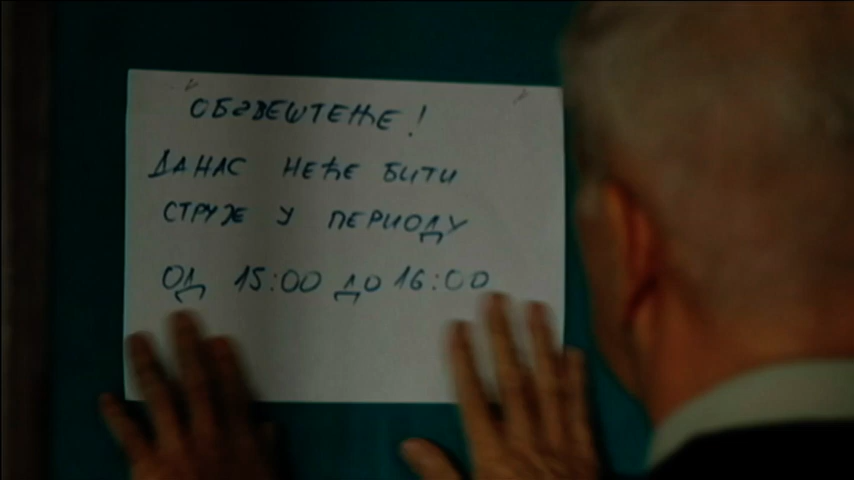 ОБАВЕШТЕЊЕ!
ДАНАС НЕЋЕ БИТИ
СТРУЈЕ У ПЕРИОДУ
ОД 15:00 ДО 16:00